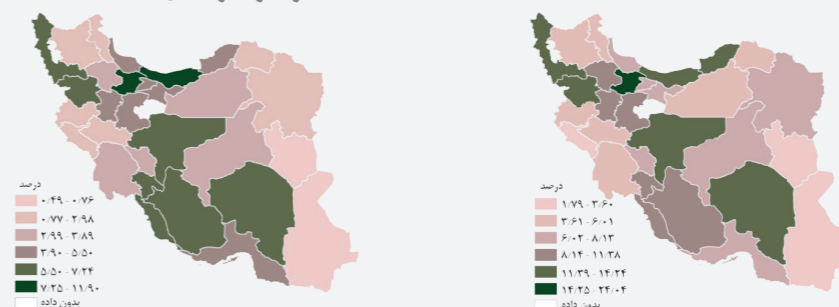 درصد
۰/۴۹ - ۰/۷۶
۰/۷۷ - ۲/۹۸
۲/۹۹ - ۳/۸۹
۳/۹۰ - ۵/۵۰
۵/۵۰ - ۷/۲۴
۷/۲۵ - ۱۱/۹۰
بدون داده
درصد
۱/۷۹ - ۳/۶۰
۳/۶۱ - ۶/۰۱
۶/۰۲ - ۸/۱۳
۸/۱۴ - ۱۱/۳۸
۱۱/۳۹ - ۱۴/۲۴
۱۴/۲۵ - ۲۴/۰۴
بدون داده